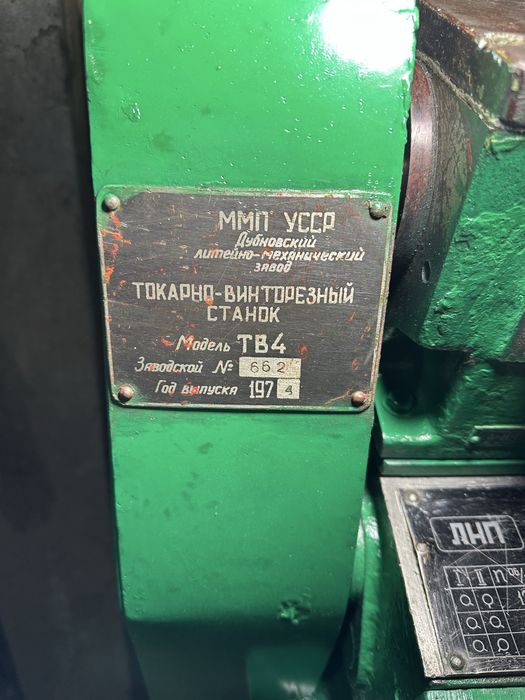 ММП УССР
Дубновский
литейно-механический
завод
ТОКАРНО-ВИНТОРЕЗНЫЙ
СТАНОК
Модель ТВ4
Заводской № 662
Год выпуска 1974
ДНП